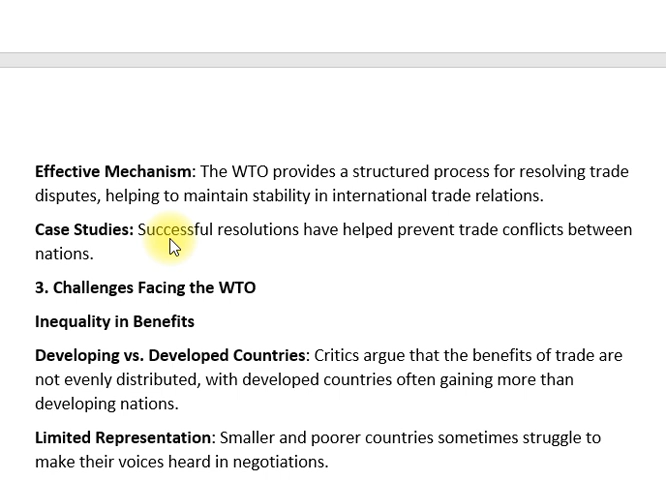 Effective Mechanism: The WTO provides a structured process for resolving trade
disputes, helping to maintain stability in international trade relations.
Case Studies: Successful resolutions have helped prevent trade conflicts between
nations.
3. Challenges Facing the WTO
Inequality in Benefits
Developing vs. Developed Countries: Critics argue that the benefits of trade are
not evenly distributed, with developed countries often gaining more than
developing nations.
Limited Representation: Smaller and poorer countries sometimes struggle to
make their voices heard in negotiations.